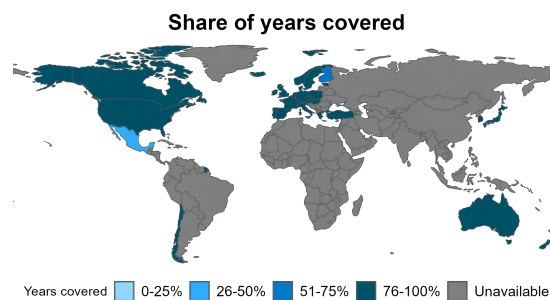 Share of years covered
Years covered 0-25% 26-50% 51-75% 76-100% Unavailable